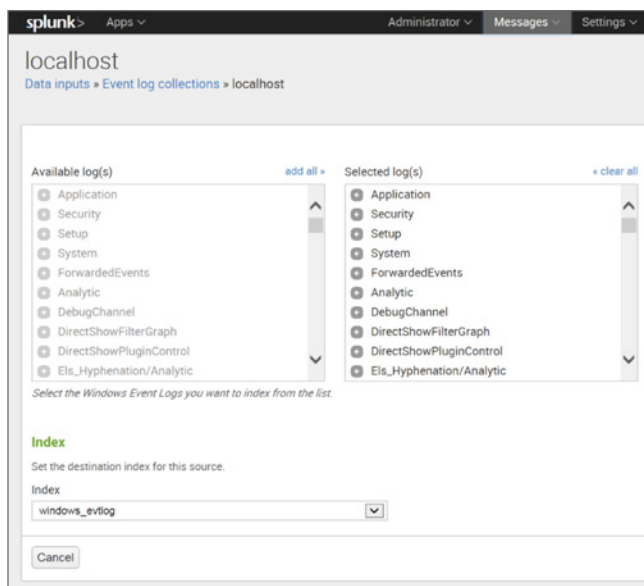 splunk> Apps Administrator Messages Settings
localhost
Data inputs » Event log collections » localhost
Available log(s) add all »
Application
Security
Setup
System
ForwardedEvents
Analytic
DebugChannel
DirectShowFilterGraph
DirectShowPluginControl
Els_Hyphenation/Analytic
Selected log(s) « clear all
Application
Security
Setup
System
ForwardedEvents
Analytic
DebugChannel
DirectShowFilterGraph
DirectShowPluginControl
Els_Hyphenation/Analytic
Select the Windows Event Logs you want to index from the list.
Index
Set the destination index for this source.
Index
windows_evtlog
Cancel